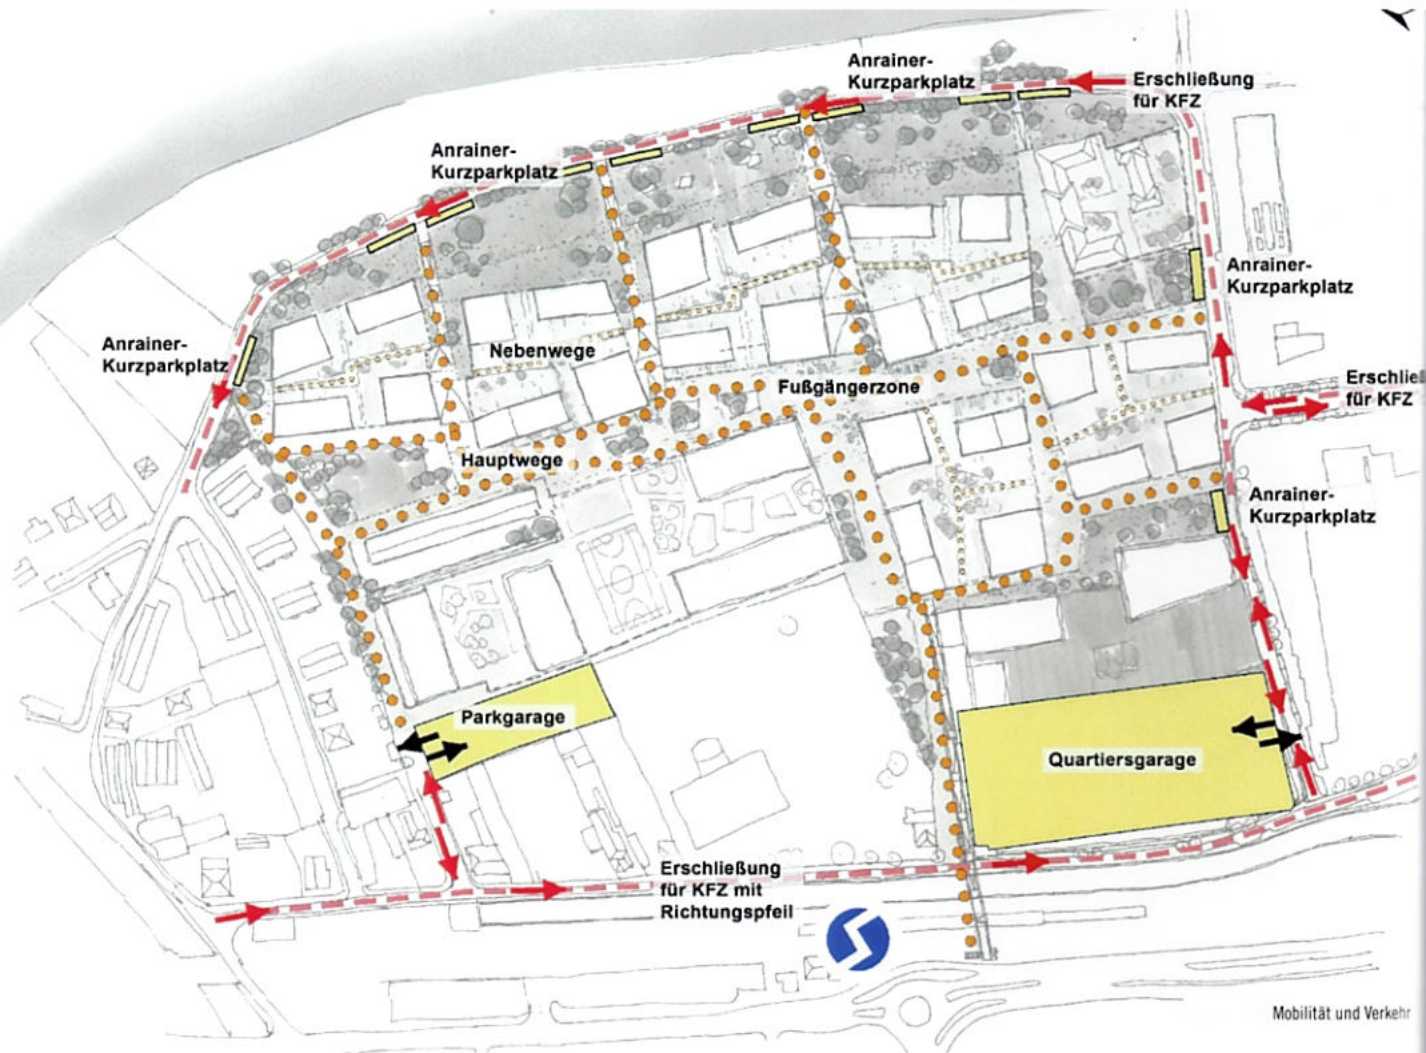 Anrainer-
Kurzparkplatz
Erschließung
für KFZ
Anrainer-
Kurzparkplatz
Anrainer-
Kurzparkplatz
Anrainer-
Kurzparkplatz
Nebenwege
Fußgängerzone
Erschließ
für KFZ
Hauptwege
Anrainer-
Kurzparkplatz
Parkgarage
Quartiersgarage
Erschließung
für KFZ mit
Richtungspfeil
Mobilität und Verkehr